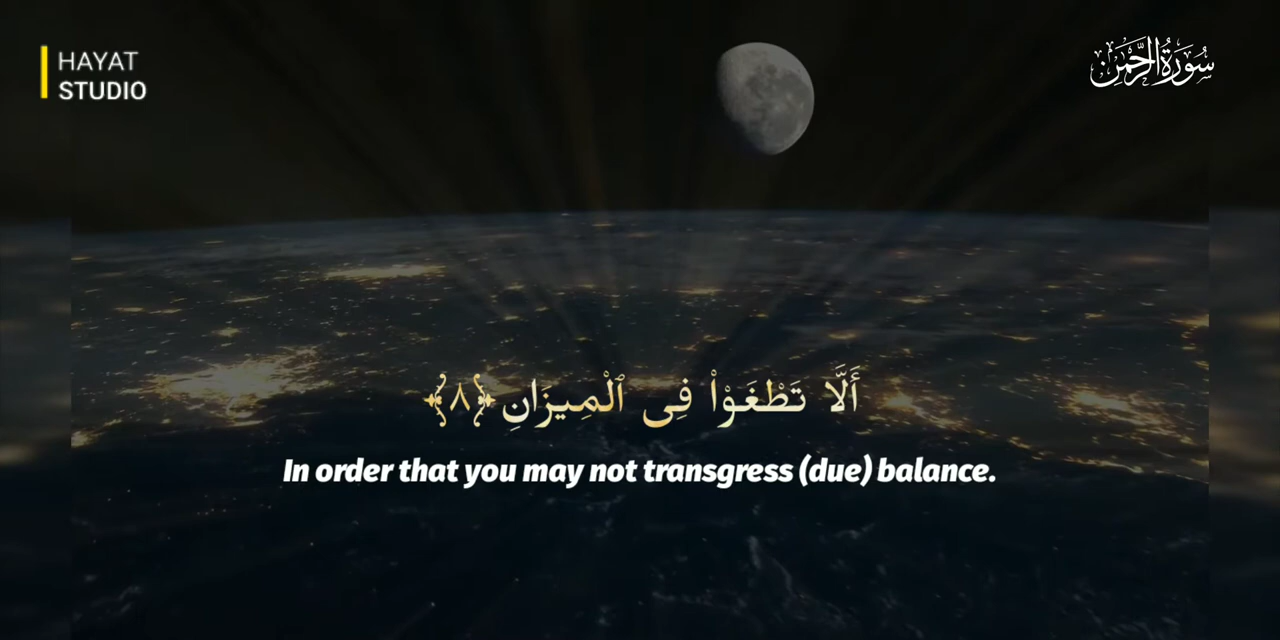 HAYAT
STUDIO
سُورَةُ الرَّحْمَٰن
أَلَّا تَطْغَوْا۟ فِى ٱلْمِيزَانِ ﴿٨﴾
In order that you may not transgress (due) balance.